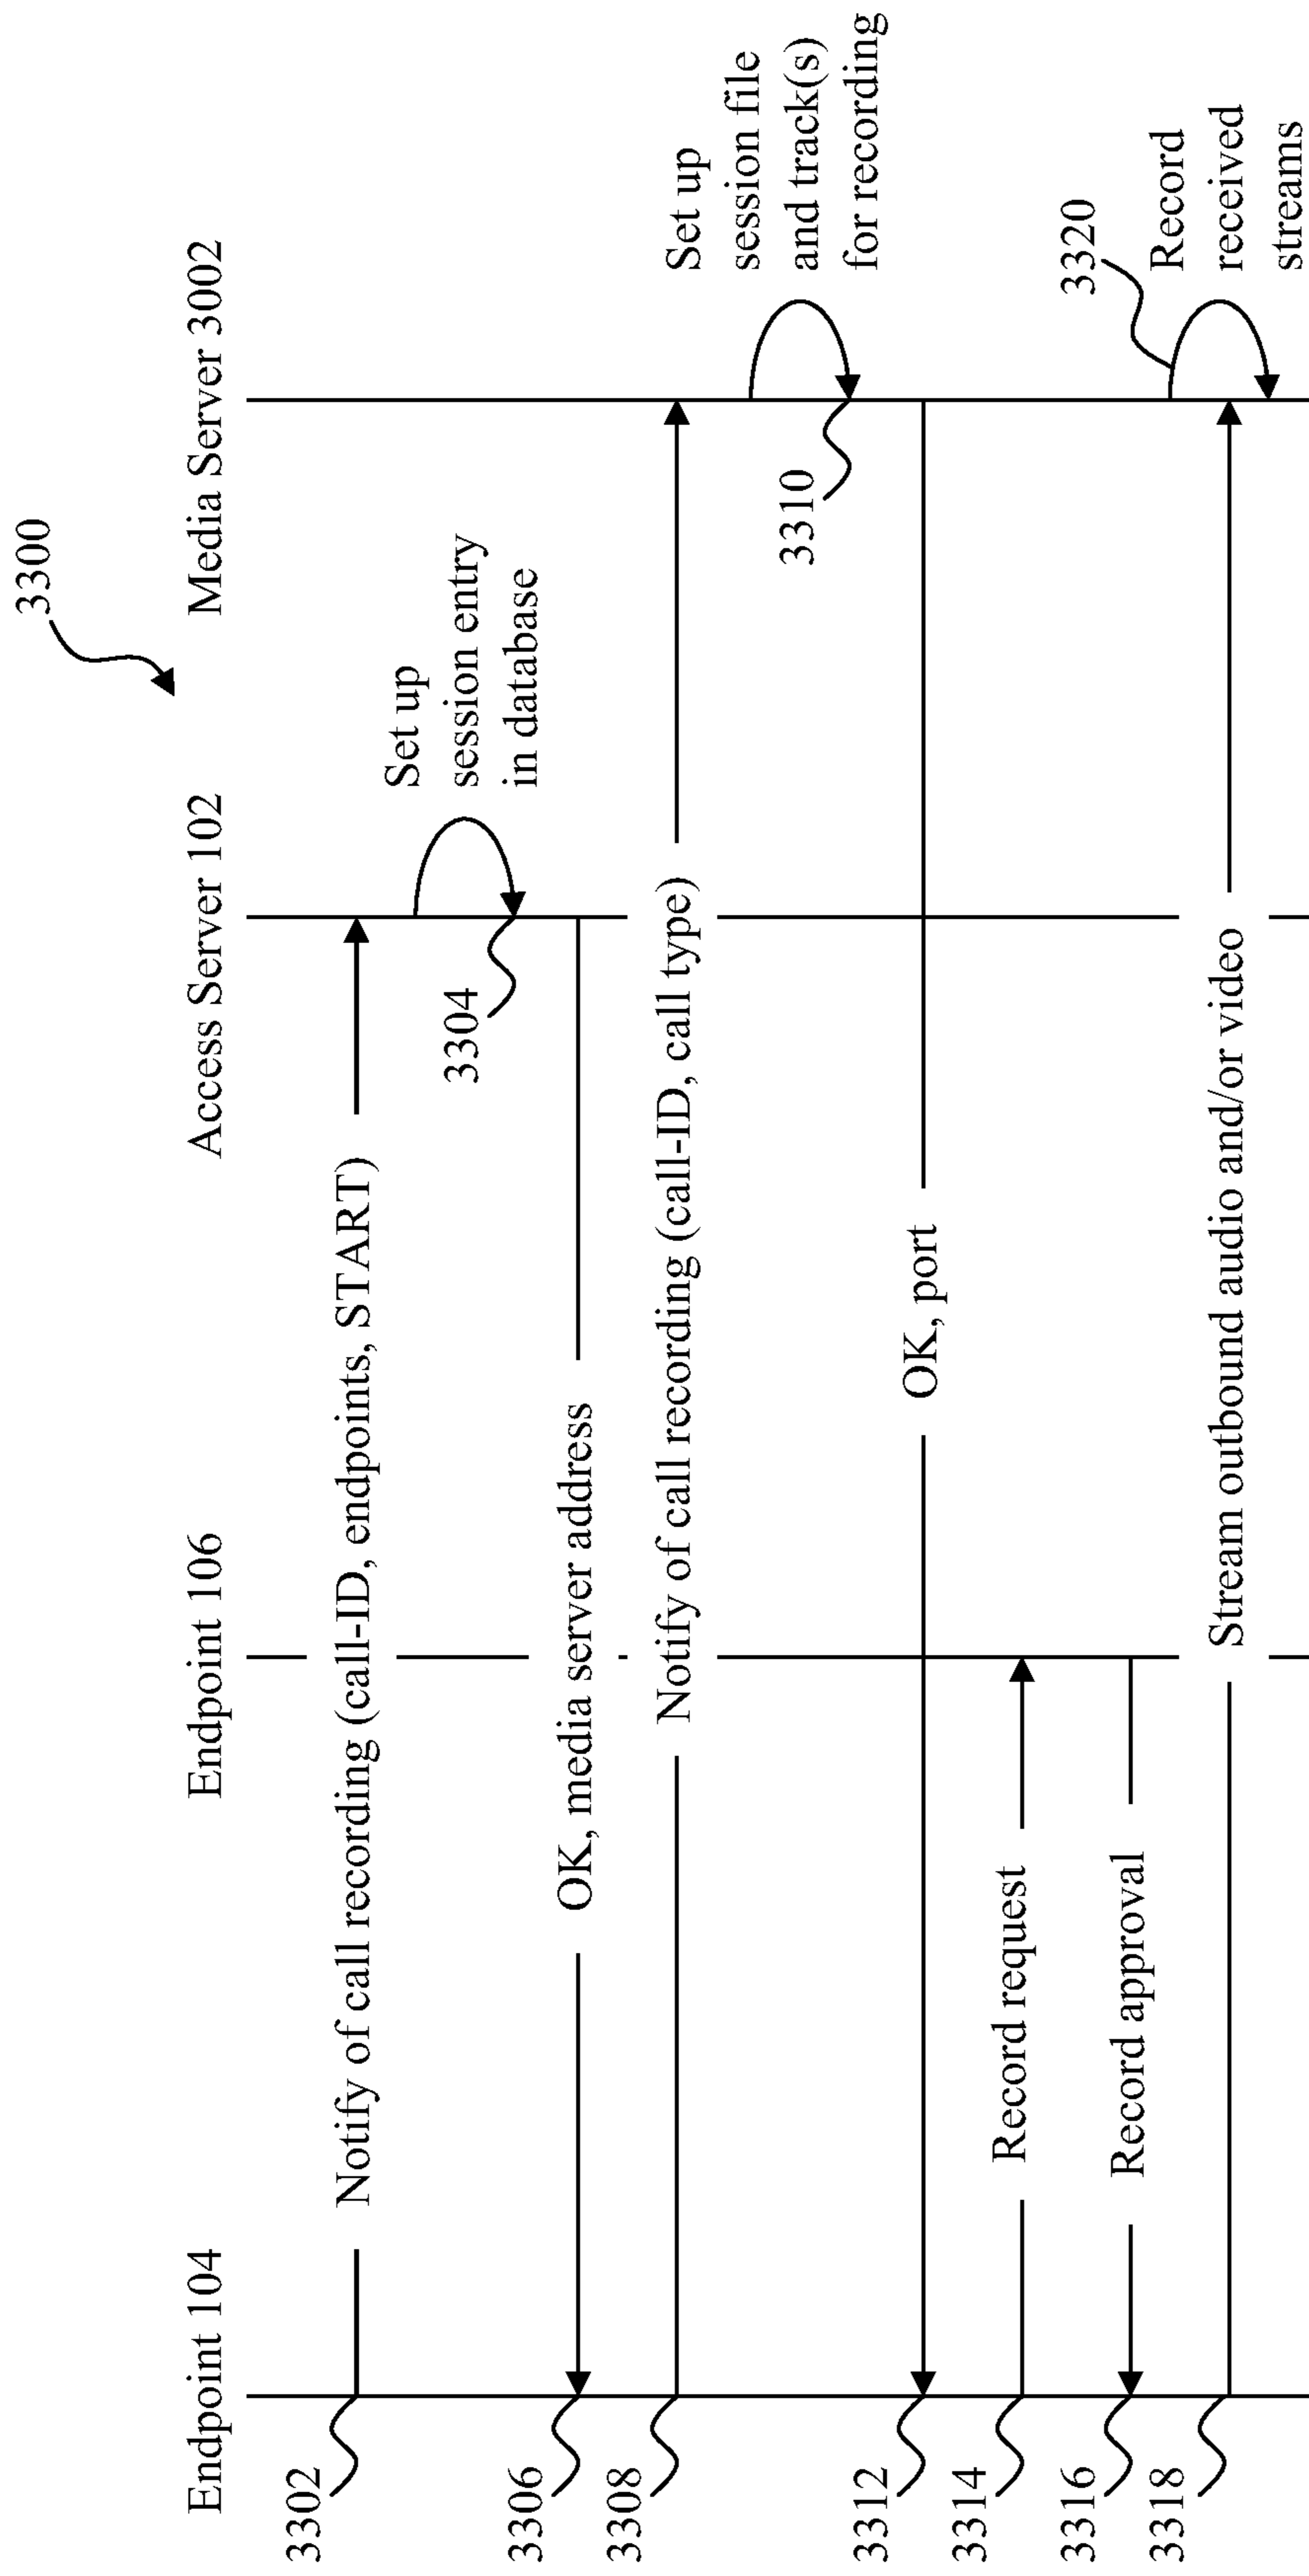 3300
Endpoint 104
Endpoint 106
Access Server 102
Media Server 3002
3302
Notify of call recording (call-ID, endpoints, START)
Set up
session entry
in database
3304
3306
OK, media server address
3308
Notify of call recording (call-ID, call type)
Set up
session file
and track(s)
for recording
3310
3312
OK, port
3314
Record request
3316
Record approval
3320
Record
received
streams
3318
Stream outbound audio and/or video